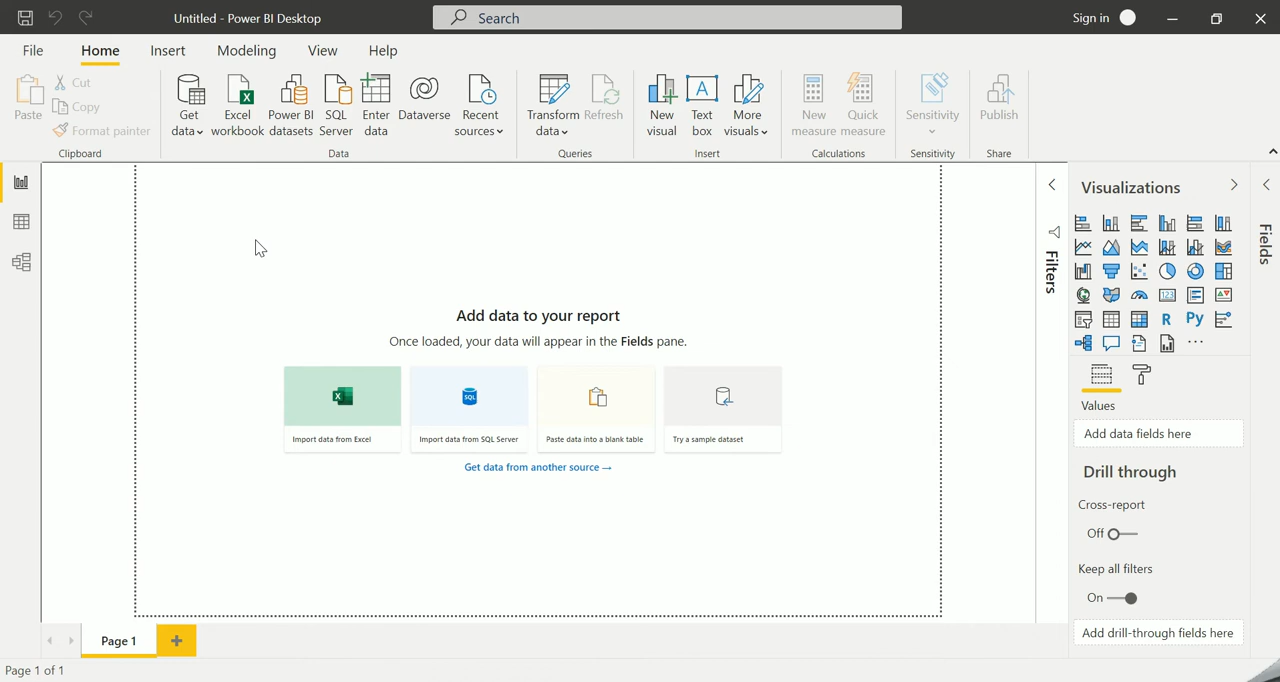 Untitled - Power BI Desktop
Search
Sign in
File Home Insert Modeling View Help
Paste
Cut
Copy
Format painter
Clipboard
Get data
Excel workbook
Power BI datasets
SQL Server
Enter data
Dataverse
Recent sources
Data
Transform data
Refresh
Queries
New visual
Text box
More visuals
Insert
New measure
Quick measure
Calculations
Sensitivity
Sensitivity
Publish
Share
Add data to your report
Once loaded, your data will appear in the Fields pane.
X
Import data from Excel
SQL
Import data from SQL Server
Paste data into a blank table
Try a sample dataset
Get data from another source →
Filters
Visualizations
123
R
Py
...
Values
Add data fields here
Drill through
Cross-report
Off
Keep all filters
On
Add drill-through fields here
Fields
Page 1
+
Page 1 of 1